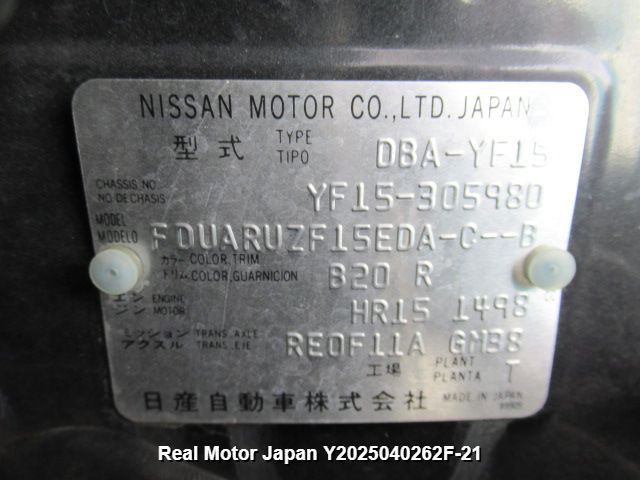 NISSAN MOTOR CO.,LTD. JAPAN
型式 TYPE TIPO DBA-YF15
CHASSIS NO. NO DE CHASIS YF15-305980
MODEL MODELO FDUARUZF15EDA-C--B
カラー トリム COLOR,TRIM COLOR,GUARNICION B20 R
エンジン ENGINE MOTOR HR15 1498
ミッション アクスル TRANS.,AXLE TRANS.,EJE RE0F11A GM38
工場 PLANT PLANTA T
日産自動車株式会社 MADE IN JAPAN
Real Motor Japan Y2025040262F-21